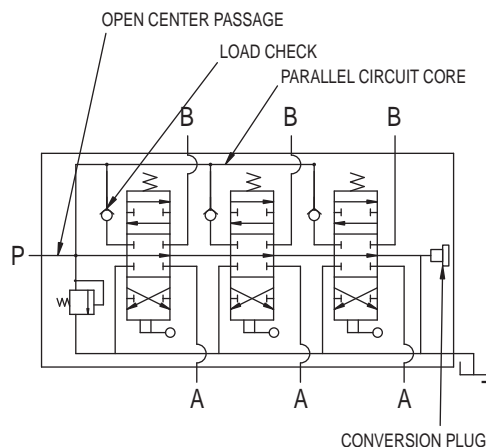 OPEN CENTER PASSAGE
LOAD CHECK
PARALLEL CIRCUIT CORE
B B B
P
A A A
CONVERSION PLUG